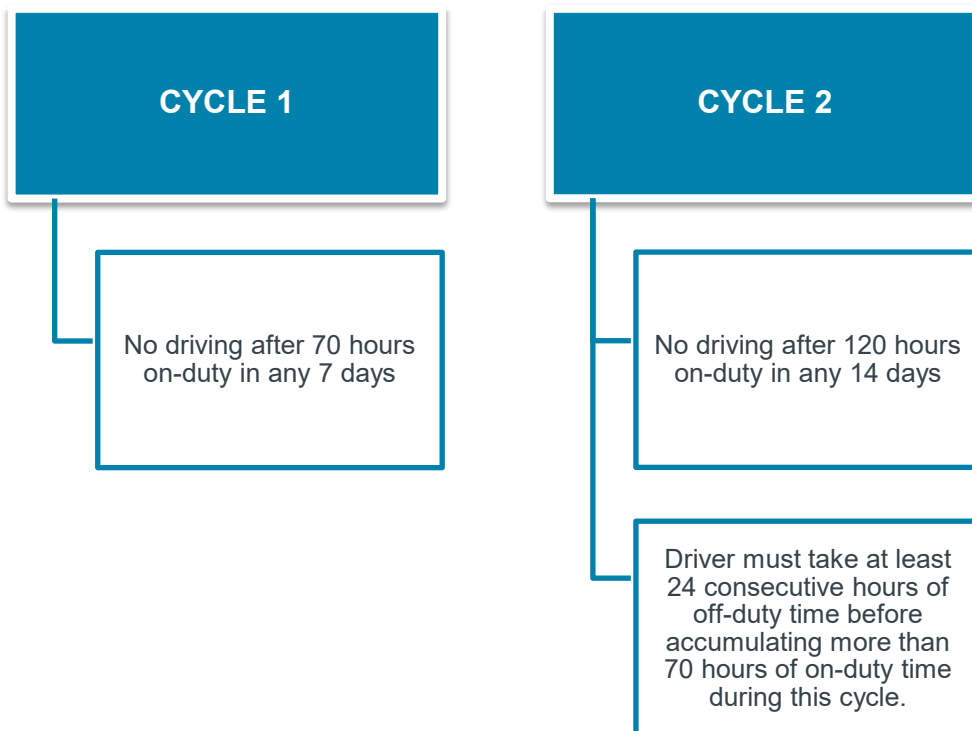 CYCLE 1
No driving after 70 hours
on-duty in any 7 days
CYCLE 2
No driving after 120 hours
on-duty in any 14 days
Driver must take at least
24 consecutive hours of
off-duty time before
accumulating more than
70 hours of on-duty time
during this cycle.